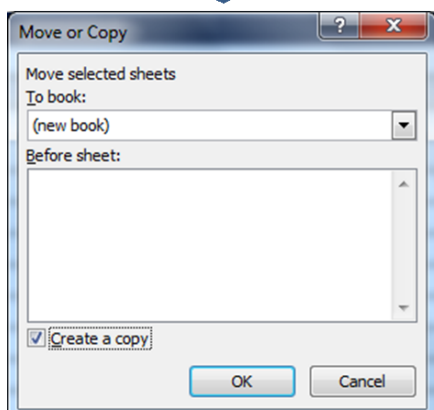 Move or Copy
Move selected sheets
To book:
(new book)
Before sheet:
Create a copy
OK Cancel